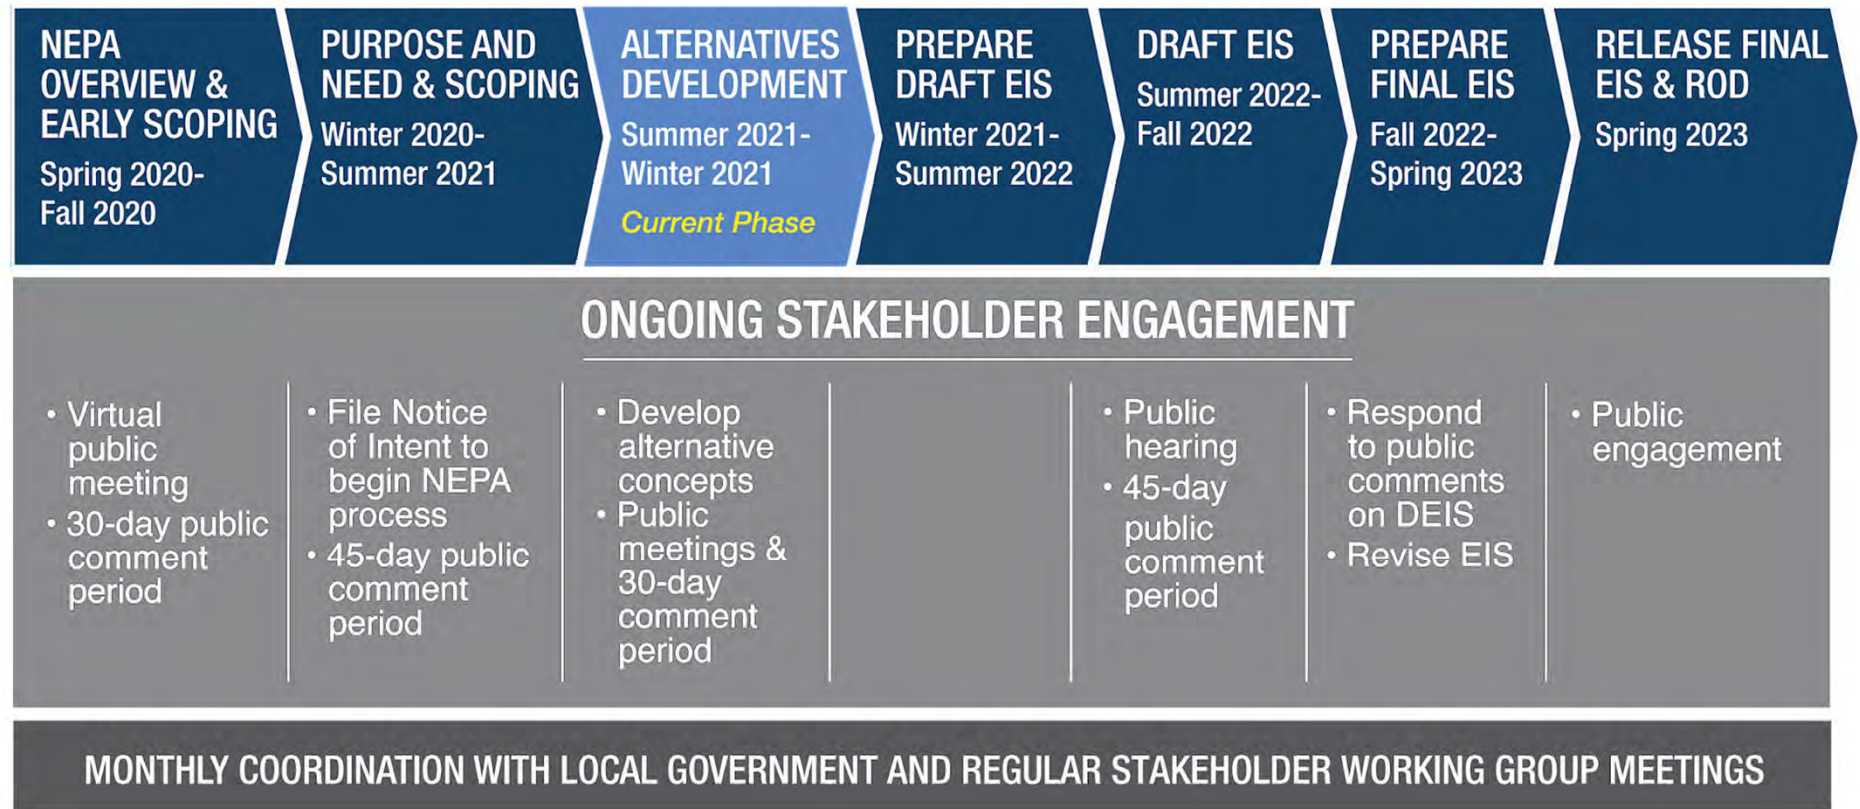 NEPA
OVERVIEW &
EARLY SCOPING
Spring 2020-
Fall 2020
PURPOSE AND
NEED & SCOPING
Winter 2020-
Summer 2021
ALTERNATIVES
DEVELOPMENT
Summer 2021-
Winter 2021
Current Phase
PREPARE
DRAFT EIS
Winter 2021-
Summer 2022
DRAFT EIS
Summer 2022-
Fall 2022
PREPARE
FINAL EIS
Fall 2022-
Spring 2023
RELEASE FINAL
EIS & ROD
Spring 2023
ONGOING STAKEHOLDER ENGAGEMENT
• Virtual
public
meeting
• 30-day public
comment
period
• File Notice
of Intent to
begin NEPA
process
• 45-day public
comment
period
• Develop
alternative
concepts
• Public
meetings &
30-day
comment
period
• Public
hearing
• 45-day
public
comment
period
• Respond
to public
comments
on DEIS
• Revise EIS
• Public
engagement
MONTHLY COORDINATION WITH LOCAL GOVERNMENT AND REGULAR STAKEHOLDER WORKING GROUP MEETINGS